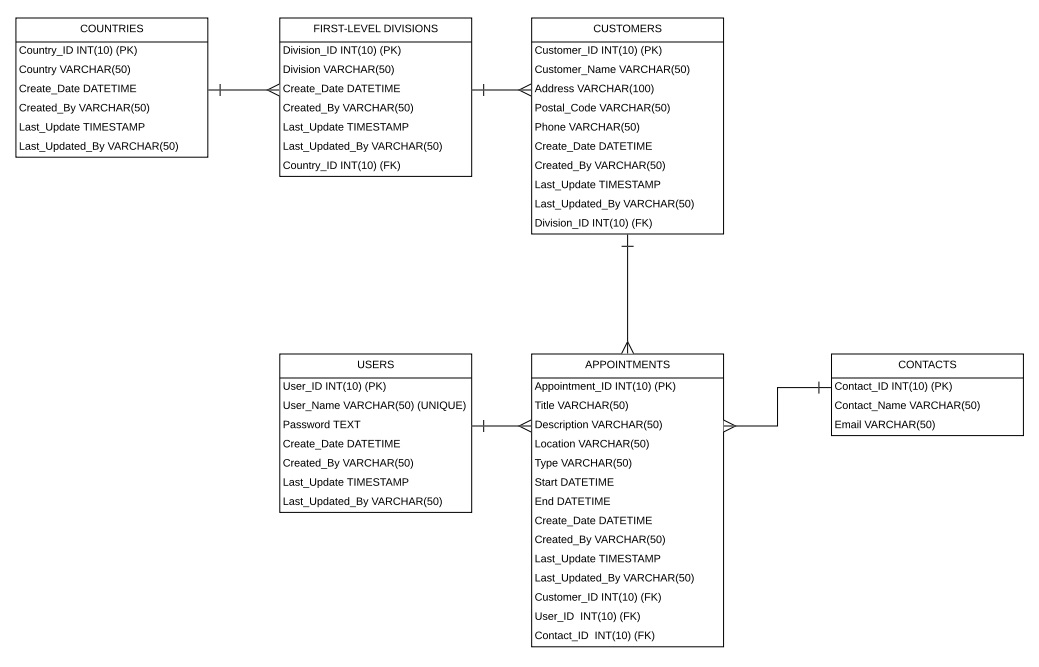 COUNTRIES
Country_ID INT(10) (PK)
Country VARCHAR(50)
Create_Date DATETIME
Created_By VARCHAR(50)
Last_Update TIMESTAMP
Last_Updated_By VARCHAR(50)
FIRST-LEVEL DIVISIONS
Division_ID INT(10) (PK)
Division VARCHAR(50)
Create_Date DATETIME
Created_By VARCHAR(50)
Last_Update TIMESTAMP
Last_Updated_By VARCHAR(50)
Country_ID INT(10) (FK)
CUSTOMERS
Customer_ID INT(10) (PK)
Customer_Name VARCHAR(50)
Address VARCHAR(100)
Postal_Code VARCHAR(50)
Phone VARCHAR(50)
Create_Date DATETIME
Created_By VARCHAR(50)
Last_Update TIMESTAMP
Last_Updated_By VARCHAR(50)
Division_ID INT(10) (FK)
USERS
User_ID INT(10) (PK)
User_Name VARCHAR(50) (UNIQUE)
Password TEXT
Create_Date DATETIME
Created_By VARCHAR(50)
Last_Update TIMESTAMP
Last_Updated_By VARCHAR(50)
APPOINTMENTS
Appointment_ID INT(10) (PK)
Title VARCHAR(50)
Description VARCHAR(50)
Location VARCHAR(50)
Type VARCHAR(50)
Start DATETIME
End DATETIME
Create_Date DATETIME
Created_By VARCHAR(50)
Last_Update TIMESTAMP
Last_Updated_By VARCHAR(50)
Customer_ID INT(10) (FK)
User_ID  INT(10) (FK)
Contact_ID  INT(10) (FK)
CONTACTS
Contact_ID INT(10) (PK)
Contact_Name VARCHAR(50)
Email VARCHAR(50)